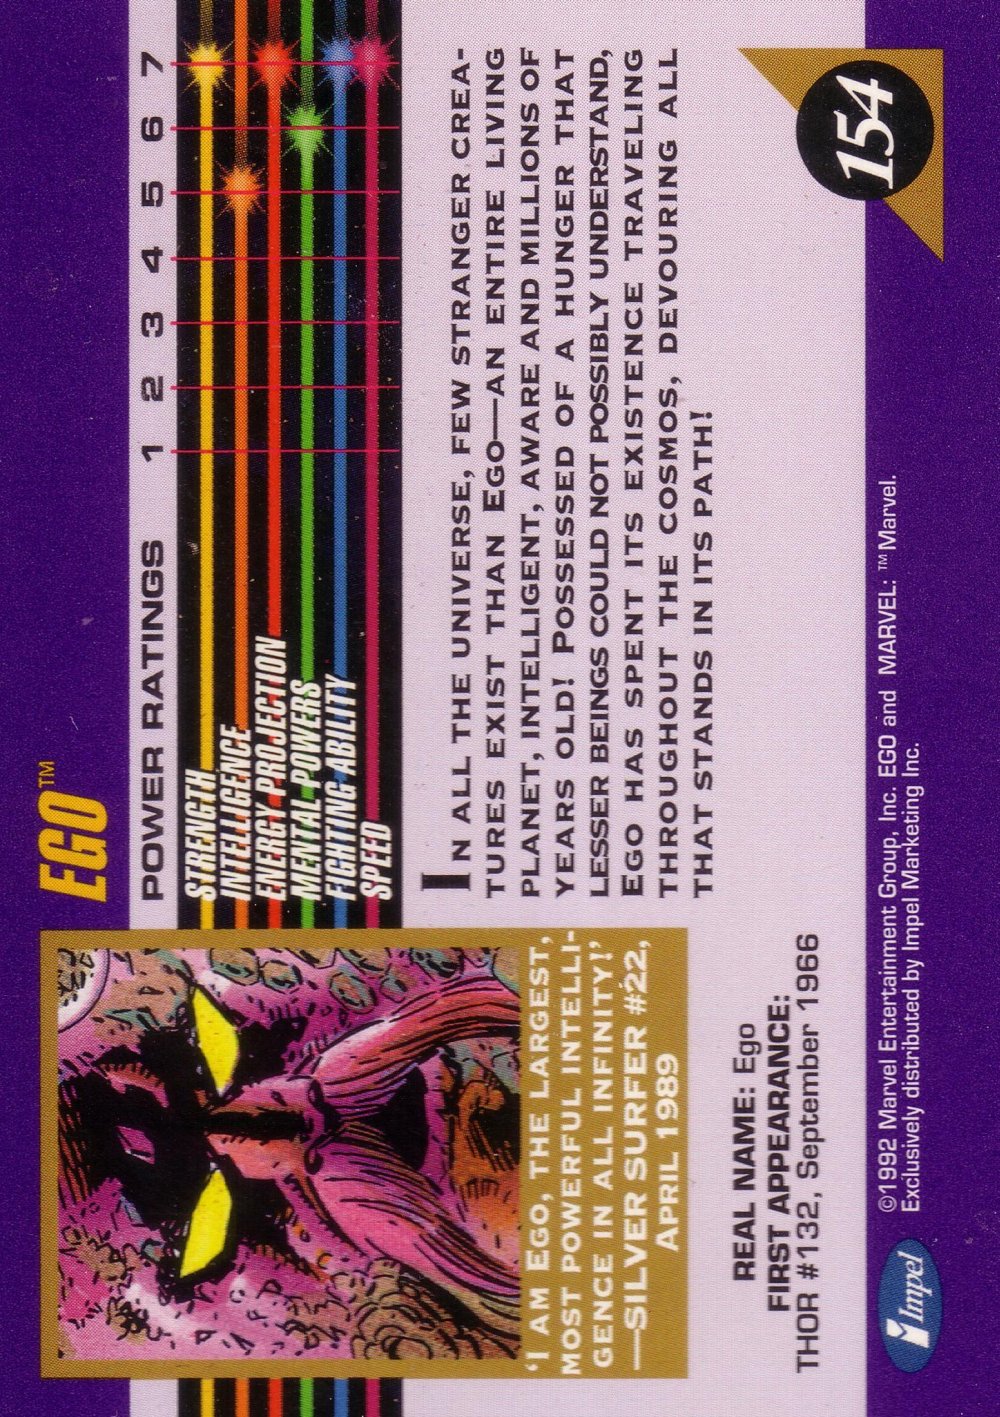 EGO™
POWER RATINGS 1 2 3 4 5 6 7
STRENGTH
INTELLIGENCE
ENERGY PROJECTION
MENTAL POWERS
FIGHTING ABILITY
SPEED
'I AM EGO, THE LARGEST,
MOST POWERFUL INTELLI-
GENCE IN ALL INFINITY!'
—SILVER SURFER #22,
APRIL 1989
IN ALL THE UNIVERSE, FEW STRANGER CREA-
TURES EXIST THAN EGO—AN ENTIRE LIVING
PLANET, INTELLIGENT, AWARE AND MILLIONS OF
YEARS OLD! POSSESSED OF A HUNGER THAT
LESSER BEINGS COULD NOT POSSIBLY UNDERSTAND,
EGO HAS SPENT ITS EXISTENCE TRAVELING
THROUGHOUT THE COSMOS, DEVOURING ALL
THAT STANDS IN ITS PATH!
REAL NAME: Ego
FIRST APPEARANCE:
THOR #132, September 1966
154
Impel
©1992 Marvel Entertainment Group, Inc. EGO and MARVEL: ™Marvel.
Exclusively distributed by Impel Marketing Inc.